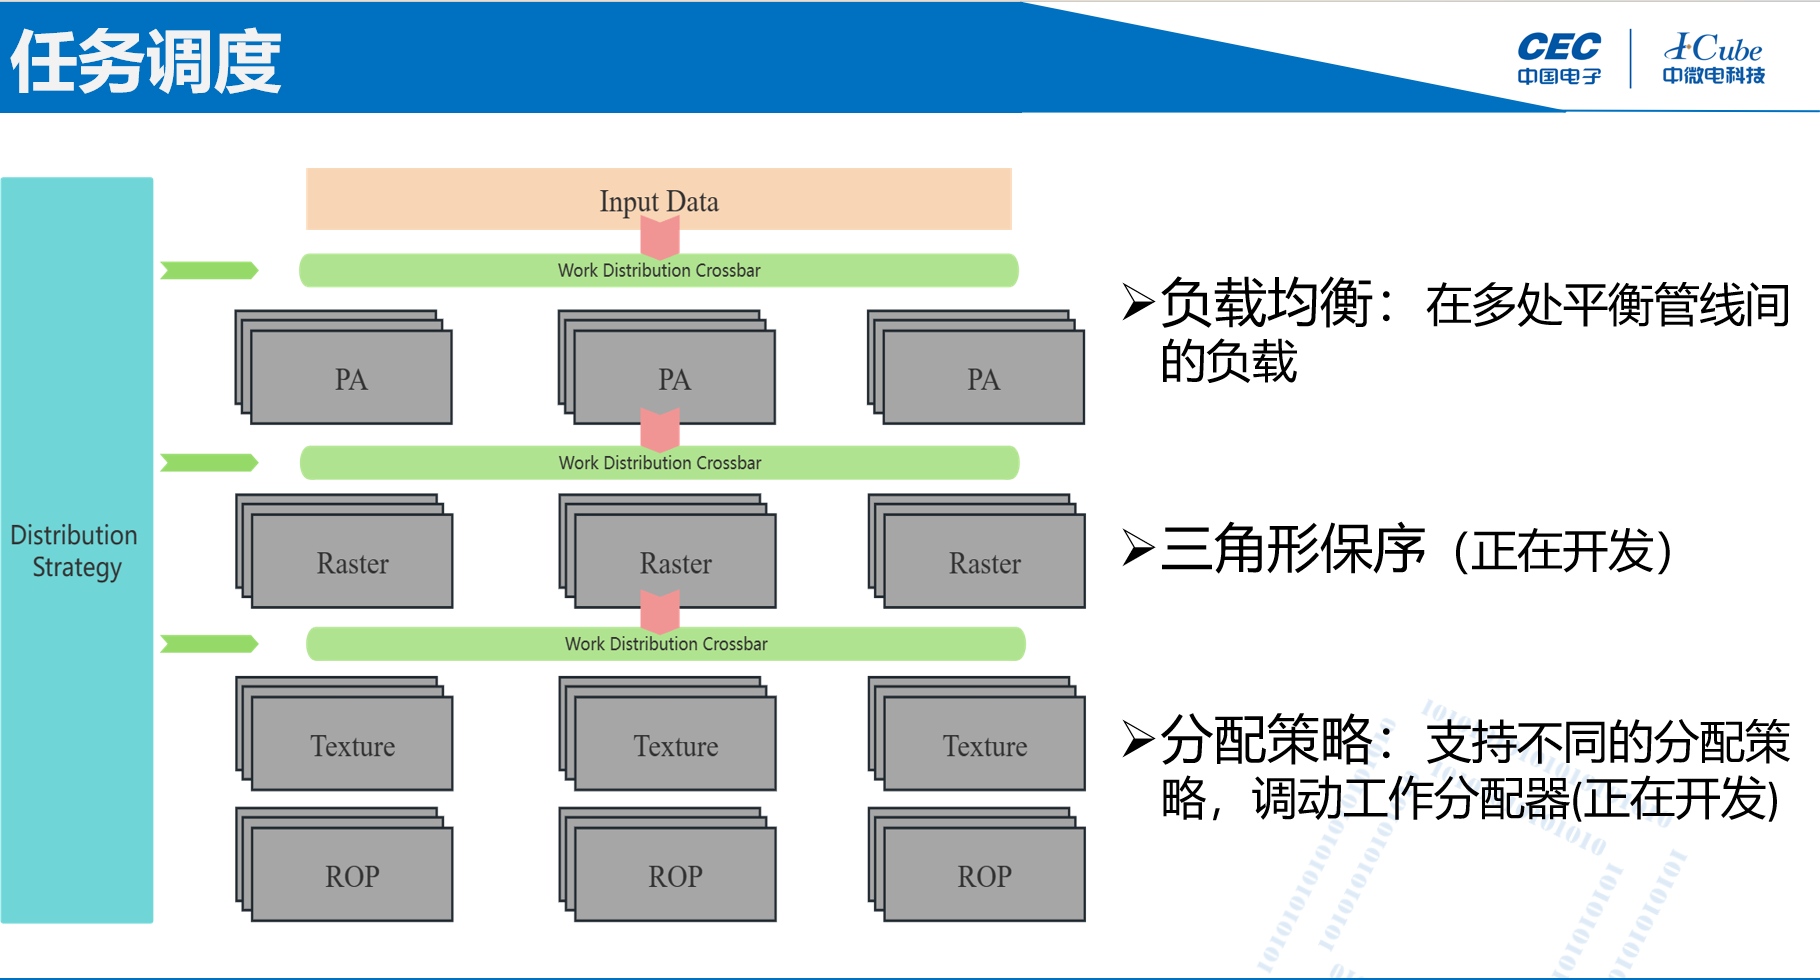 任务调度
CEC
中国电子
ICube
中微电科技
Input Data
Work Distribution Crossbar
PA
PA
PA
Work Distribution Crossbar
Distribution
Strategy
Raster
Raster
Raster
Work Distribution Crossbar
Texture
Texture
Texture
ROP
ROP
ROP
➢负载均衡：在多处平衡管线间
的负载
➢三角形保序（正在开发）
➢分配策略：支持不同的分配策
略，调动工作分配器(正在开发)